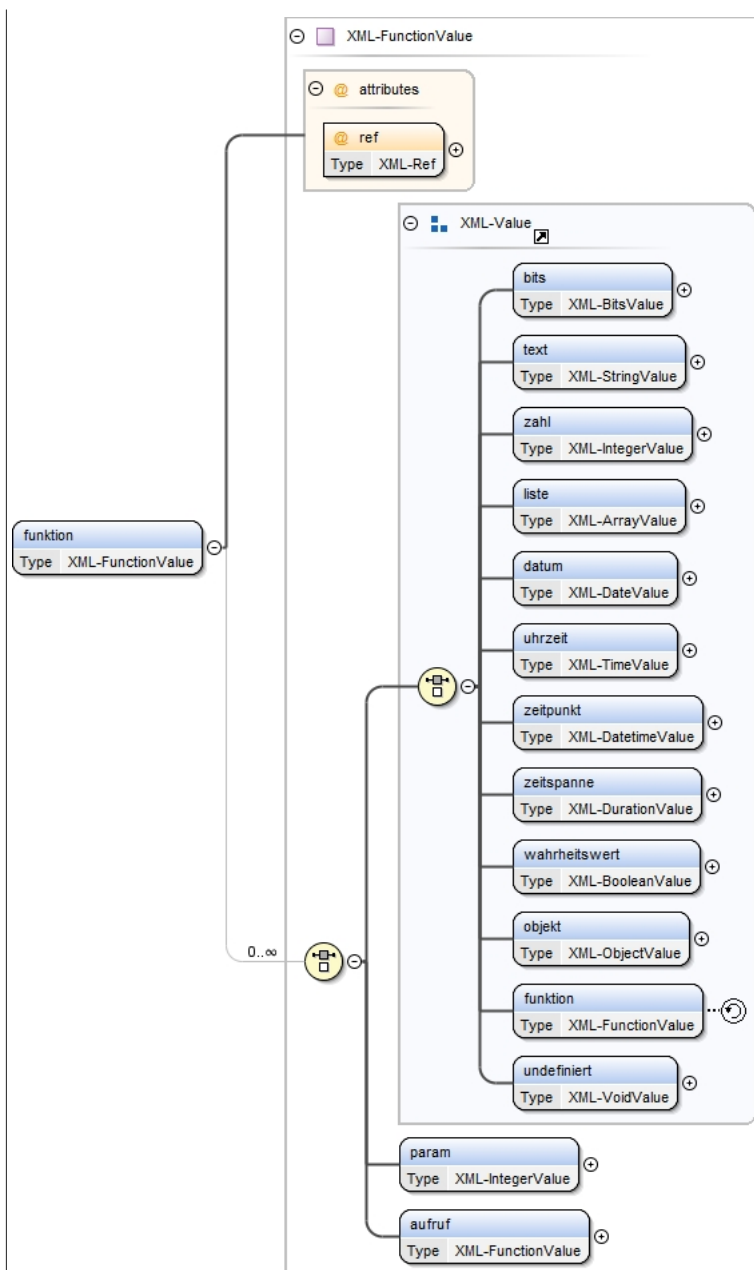 XML-FunctionValue
@ attributes
@ ref
Type XML-Ref
XML-Value
bits
Type XML-BitsValue
text
Type XML-StringValue
zahl
Type XML-IntegerValue
liste
Type XML-ArrayValue
datum
Type XML-DateValue
uhrzeit
Type XML-TimeValue
funktion
Type XML-FunctionValue
zeitpunkt
Type XML-DatetimeValue
zeitspanne
Type XML-DurationValue
wahrheitswert
Type XML-BooleanValue
objekt
Type XML-ObjectValue
0..∞
funktion
Type XML-FunctionValue
undefiniert
Type XML-VoidValue
param
Type XML-IntegerValue
aufruf
Type XML-FunctionValue